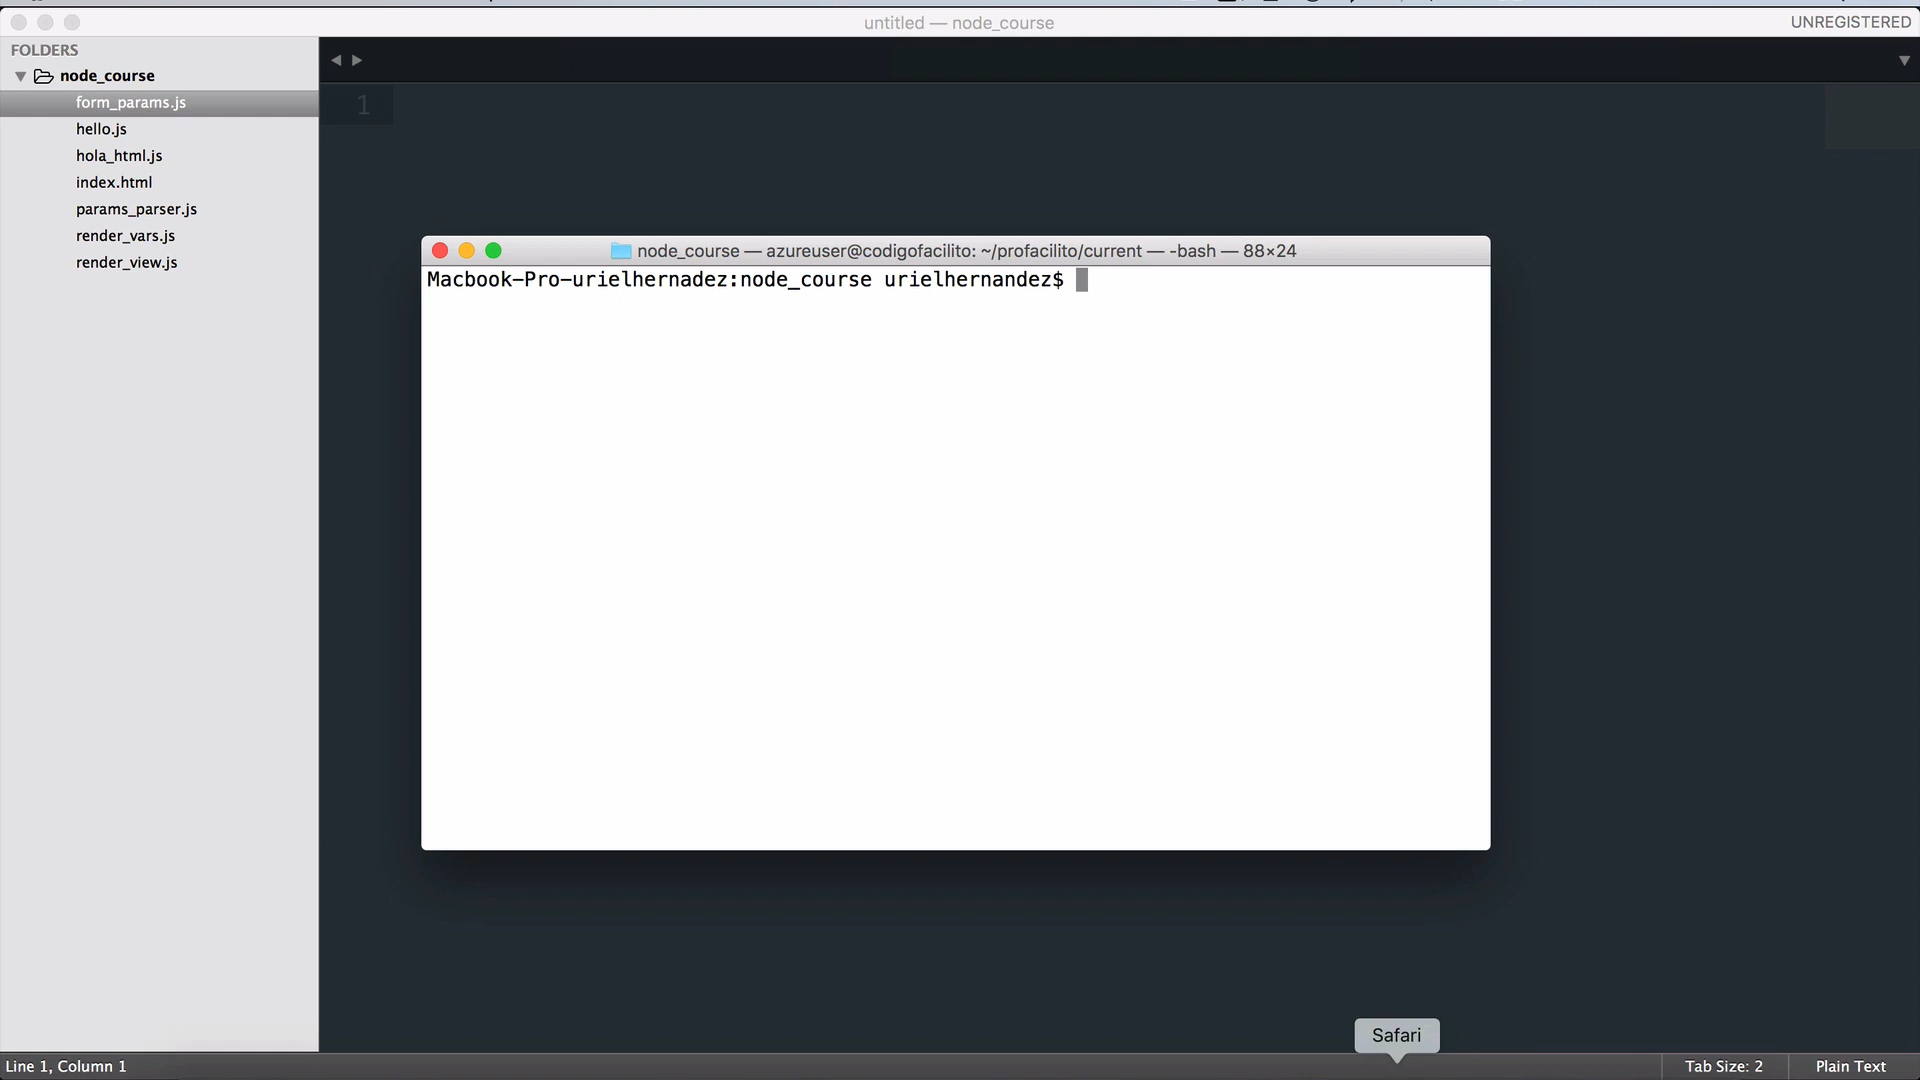 untitled — node_course
UNREGISTERED
FOLDERS
node_course
form_params.js
hello.js
hola_html.js
index.html
params_parser.js
render_vars.js
render_view.js
1
node_course — azureuser@codigofacilito: ~/profacilito/current — -bash — 88×24
Macbook-Pro-urielhernadez:node_course urielhernandez$
Safari
Line 1, Column 1
Tab Size: 2
Plain Text